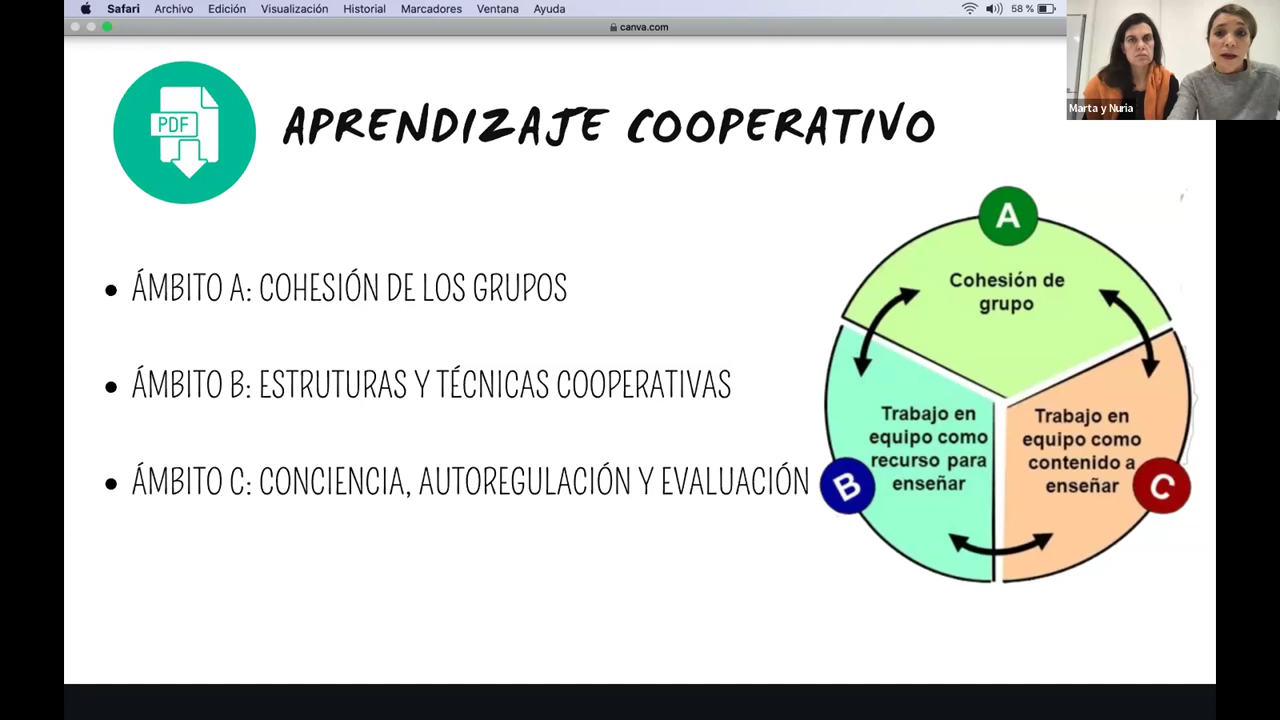 Safari Archivo Edición Visualización Historial Marcadores Ventana Ayuda
58 %
canva.com
Marta y Nuria
PDF
APRENDIZAJE COOPERATIVO
ÁMBITO A: COHESIÓN DE LOS GRUPOS
ÁMBITO B: ESTRUTURAS Y TÉCNICAS COOPERATIVAS
ÁMBITO C: CONCIENCIA, AUTOREGULACIÓN Y EVALUACIÓN
A
Cohesión de
grupo
B
Trabajo en
equipo como
recurso para
enseñar
Trabajo en
equipo como
contenido a
enseñar
C